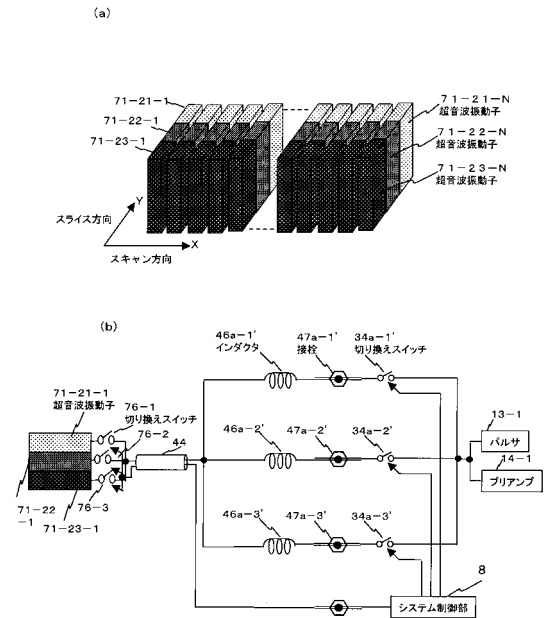 (a)
71-21-1
71-22-1
71-23-1
71-21-N
超音波振動子
71-22-N
超音波振動子
71-23-N
超音波振動子
Y
スライス方向
X
スキャン方向
(b)
46a-1'
インダクタ
47a-1'
接栓
34a-1'
切り換えスイッチ
71-21-1
超音波振動子
76-1
切り換えスイッチ
76-2
44
13-1
パルサ
46a-2'
47a-2'
34a-2'
14-1
プリアンプ
71-22
-1
71-23-1
76-3
46a-3'
47a-3'
34a-3'
8
システム制御部